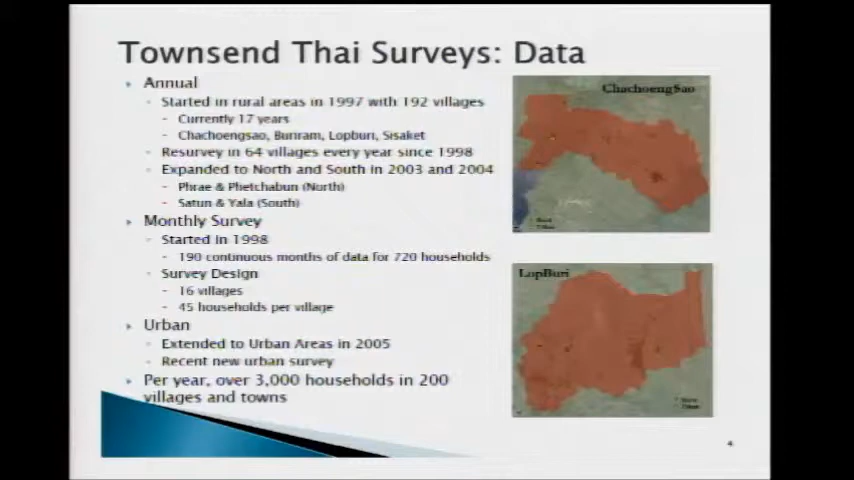 Townsend Thai Surveys: Data
Annual
Started in rural areas in 1997 with 192 villages
Currently 17 years
Chachoengsao, Buriram, Lopburi, Sisaket
Resurvey in 64 villages every year since 1998
Expanded to North and South in 2003 and 2004
Phrae & Phetchabun (North)
Satun & Yala (South)
Monthly Survey
Started in 1998
190 continuous months of data for 720 households
Survey Design
16 villages
45 households per village
Urban
Extended to Urban Areas in 2005
Recent new urban survey
Per year, over 3,000 households in 200
villages and towns
ChachoengSao
LopBuri
4